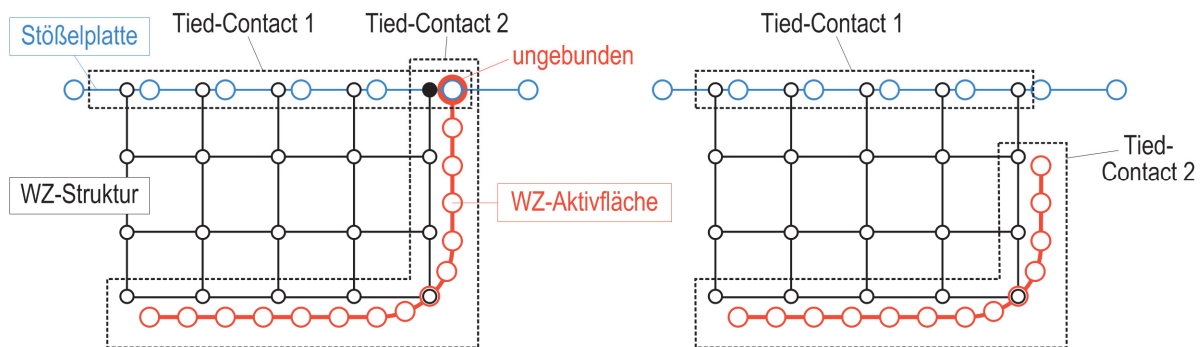 Tied-Contact 1
Tied-Contact 2
Stößelplatte
ungebunden
WZ-Struktur
WZ-Aktivfläche
Tied-Contact 1
Tied-
Contact 2